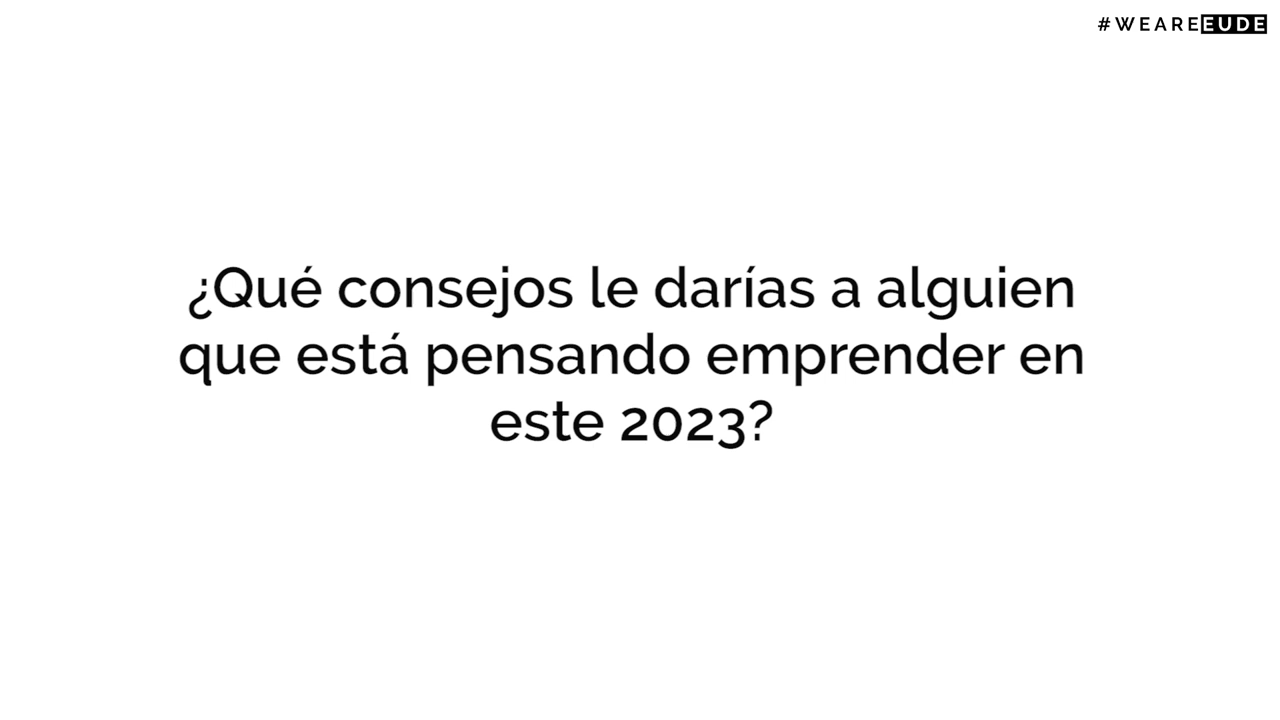 #WEAREEUDE
¿Qué consejos le darías a alguien
que está pensando emprender en
este 2023?